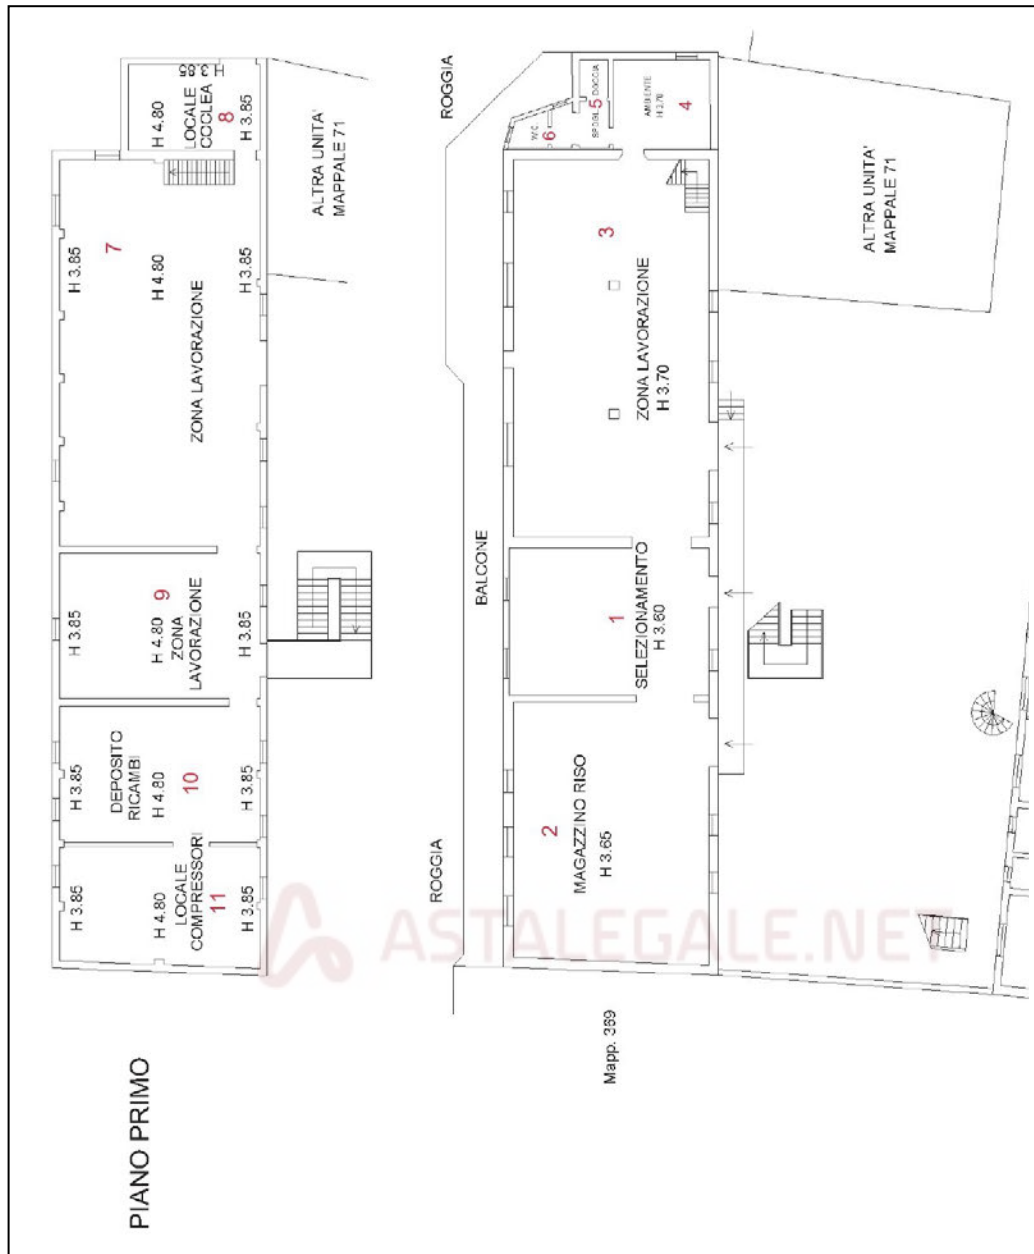 PIANO PRIMO
H 3.85
H 4.80
LOCALE
COMPRESSORI
11
H 3.85
H 3.85
DEPOSITO
RICAMBI
H 4.80
10
H 3.85
H 3.85
9
H 4.80
ZONA
LAVORAZIONE
H 3.85
H 3.85
7
H 4.80
ZONA LAVORAZIONE
H 3.85
H 3.85
H 4.80
LOCALE
COCLEA
8
H 3.85
ALTRA UNITA'
MAPPALE 71
ROGGIA
ROGGIA
BALCONE
Mapp. 369
2
MAGAZZINO RISO
H 3.65
1
SELEZIONAMENTO
H 3.60
3
ZONA LAVORAZIONE
H 3.70
W.C.
6
SPOGL.
DOCCIA
5
AMBIENTE
H 3.70
4
ALTRA UNITA'
MAPPALE 71
ASTALEGALE.NET